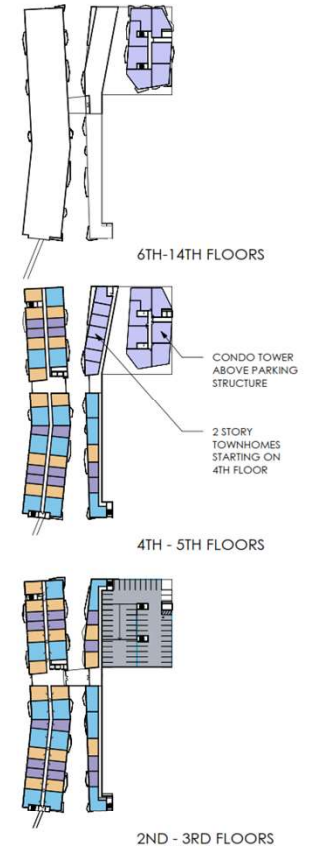 6TH-14TH FLOORS
CONDO TOWER
ABOVE PARKING
STRUCTURE
2 STORY
TOWNHOMES
STARTING ON
4TH FLOOR
4TH - 5TH FLOORS
2ND - 3RD FLOORS